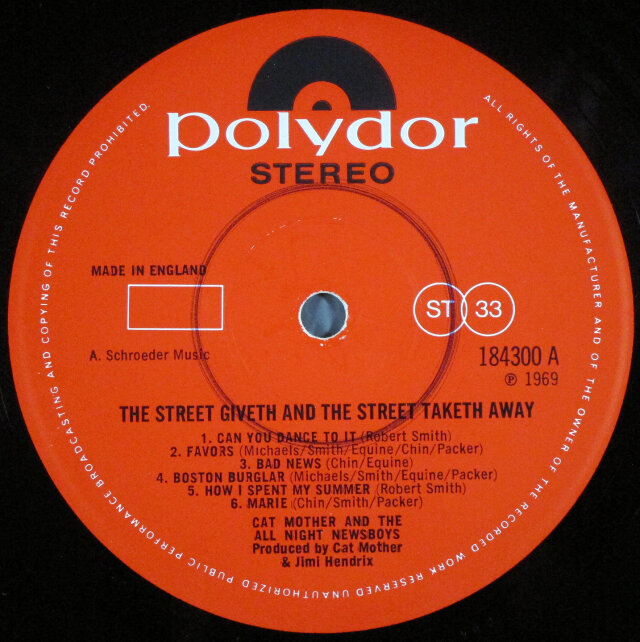 polydor
STEREO
ALL RIGHTS OF THE MANUFACTURER AND OF THE OWNER OF THE RECORDED WORK RESERVED UNAUTHORIZED PUBLIC PERFORMANCE BROADCASTING AND COPYING OF THIS RECORD PROHIBITED.
MADE IN ENGLAND
ST 33
A. Schroeder Music
184300 A
℗ 1969
THE STREET GIVETH AND THE STREET TAKETH AWAY
1. CAN YOU DANCE TO IT (Robert Smith)
2. FAVORS (Michaels/Smith/Equine/Chin/Packer)
3. BAD NEWS (Chin/Equine)
4. BOSTON BURGLAR (Michaels/Smith/Equine/Packer)
5. HOW I SPENT MY SUMMER (Robert Smith)
6. MARIE (Chin/Smith/Packer)
CAT MOTHER AND THE
ALL NIGHT NEWSBOYS
Produced by Cat Mother
& Jimi Hendrix